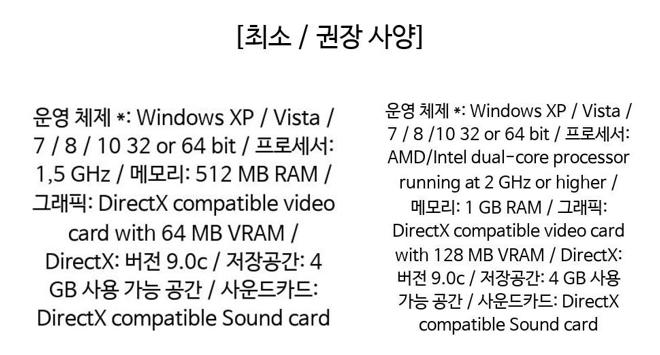 [최소 / 권장 사양]
운영 체제 *: Windows XP / Vista /
7 / 8 / 10 32 or 64 bit / 프로세서:
1,5 GHz / 메모리: 512 MB RAM /
그래픽: DirectX compatible video
card with 64 MB VRAM /
DirectX: 버전 9.0c / 저장공간: 4
GB 사용 가능 공간 / 사운드카드:
DirectX compatible Sound card
운영 체제 *: Windows XP / Vista /
7 / 8 /10 32 or 64 bit / 프로세서:
AMD/Intel dual-core processor
running at 2 GHz or higher /
메모리: 1 GB RAM / 그래픽:
DirectX compatible video card
with 128 MB VRAM / DirectX:
버전 9.0c / 저장공간: 4 GB 사용
가능 공간 / 사운드카드: DirectX
compatible Sound card